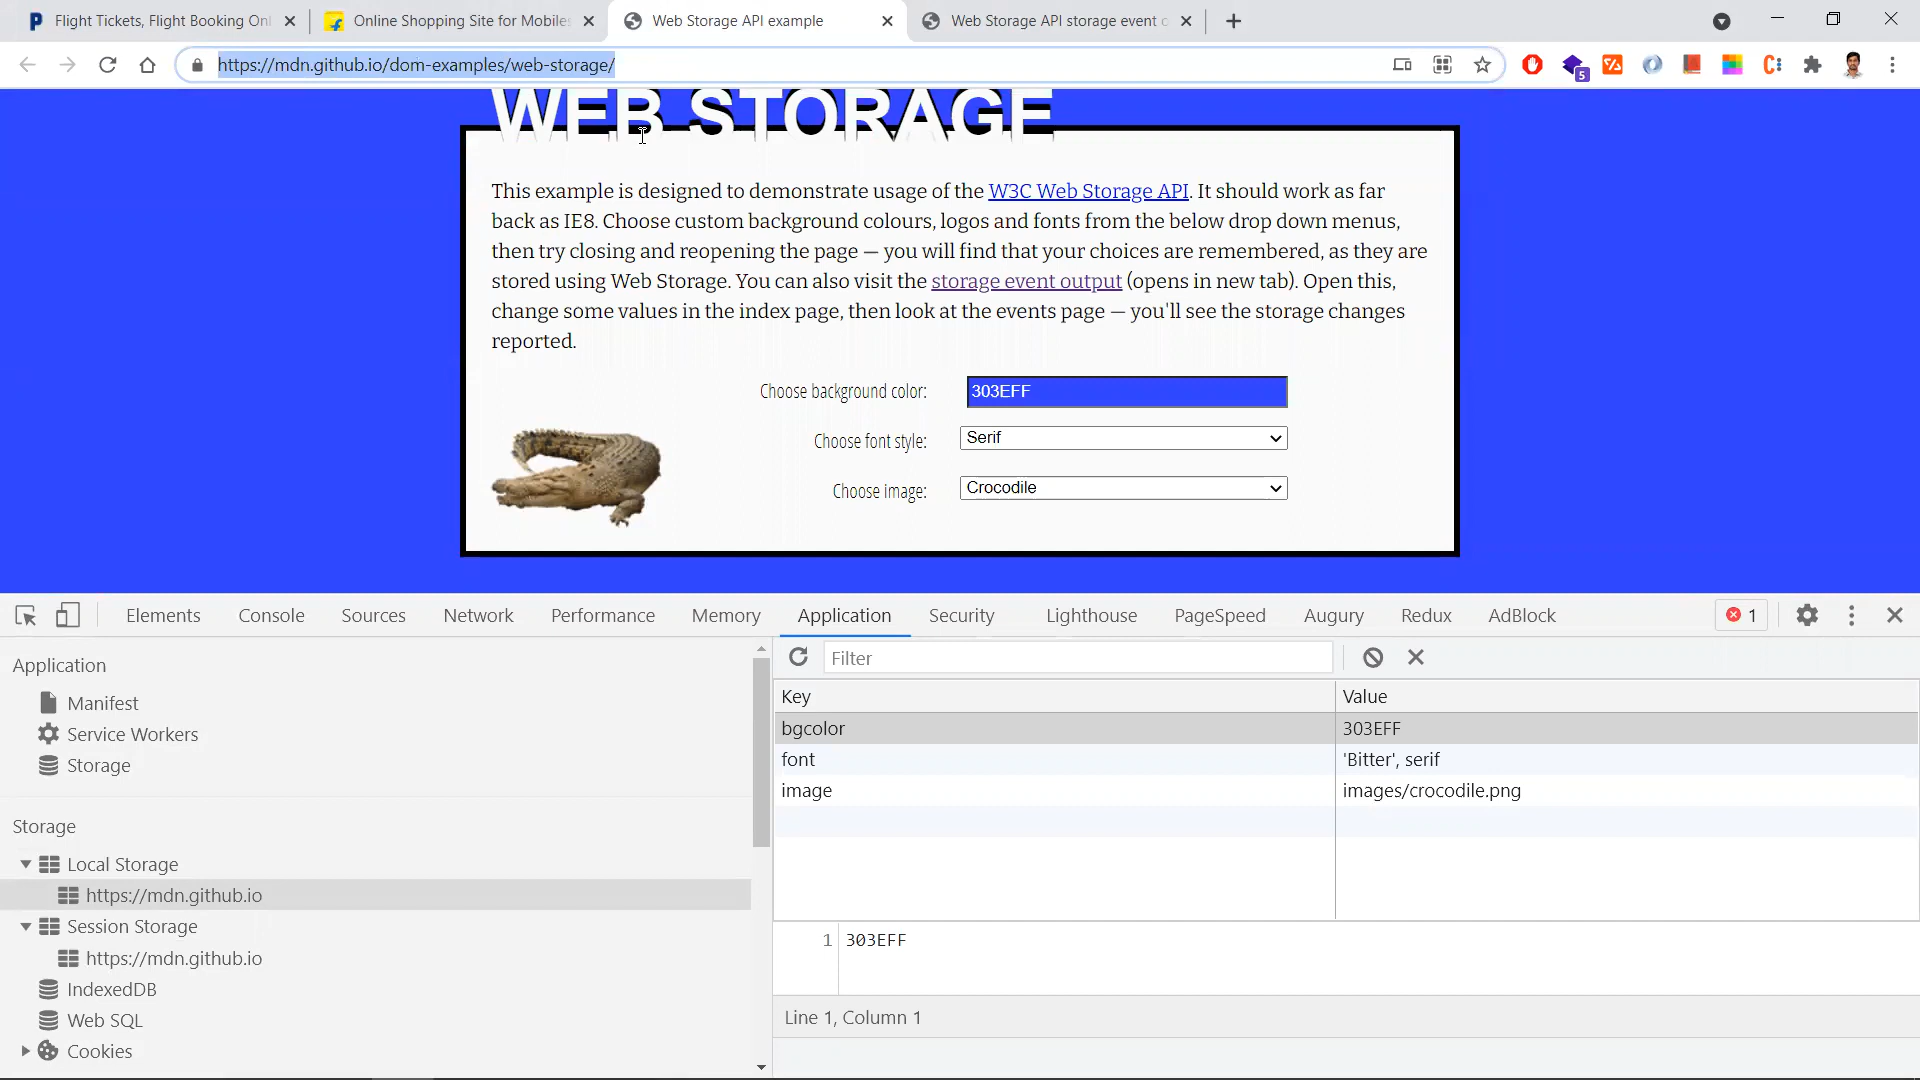 Flight Tickets, Flight Booking Onl
Online Shopping Site for Mobiles
Web Storage API example
Web Storage API storage event o
https://mdn.github.io/dom-examples/web-storage/
5
WEB STORAGE
This example is designed to demonstrate usage of the W3C Web Storage API. It should work as far
back as IE8. Choose custom background colours, logos and fonts from the below drop down menus,
then try closing and reopening the page — you will find that your choices are remembered, as they are
stored using Web Storage. You can also visit the storage event output (opens in new tab). Open this,
change some values in the index page, then look at the events page — you'll see the storage changes
reported.
Choose background color: 303EFF
Choose font style: Serif
Choose image: Crocodile
Elements Console Sources Network Performance Memory Application Security Lighthouse PageSpeed Augury Redux AdBlock 1
Application
Manifest
Service Workers
Storage
Storage
Local Storage
https://mdn.github.io
Session Storage
https://mdn.github.io
IndexedDB
Web SQL
Cookies
Filter
Key Value
bgcolor 303EFF
font 'Bitter', serif
image images/crocodile.png
1 303EFF
Line 1, Column 1